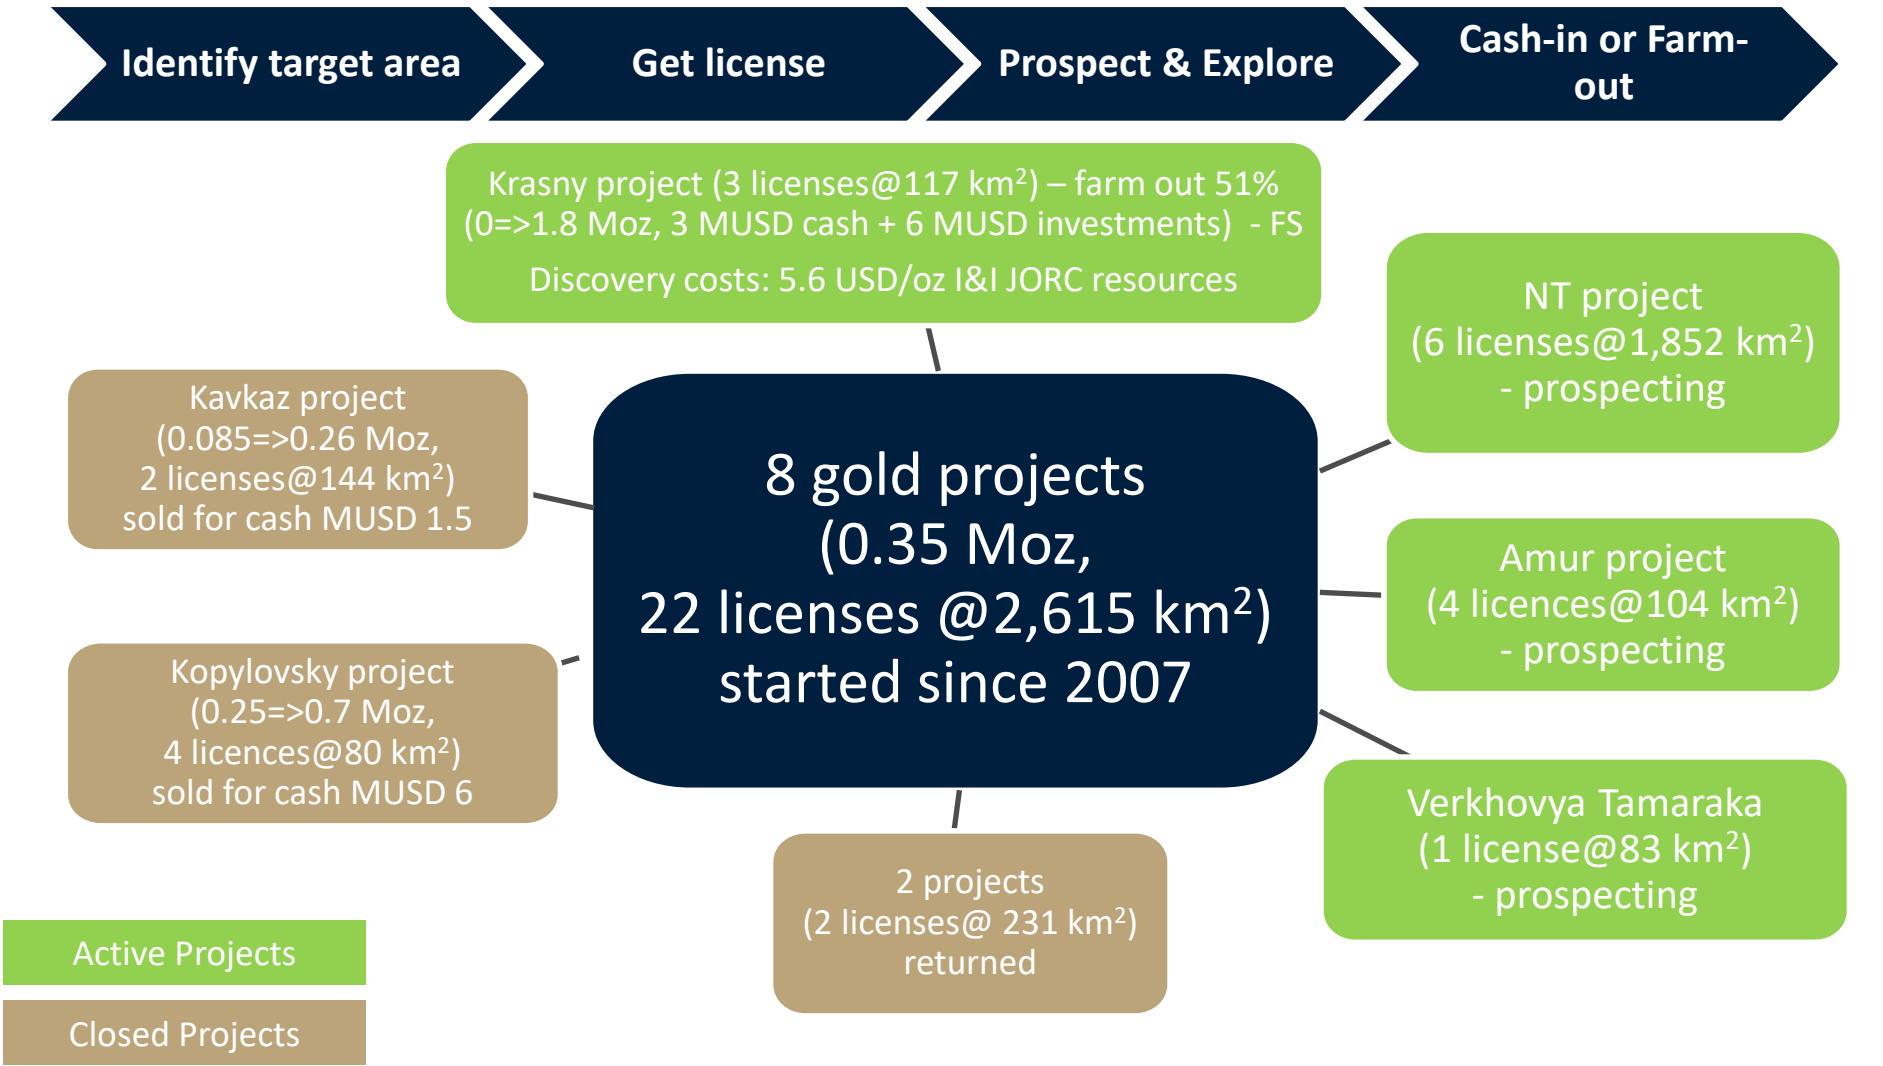 Identify target area
Get license
Prospect & Explore
Cash-in or Farm-
out
Krasny project (3 licenses@117 km²) – farm out 51%
(0=>1.8 Moz, 3 MUSD cash + 6 MUSD investments)  - FS
Discovery costs: 5.6 USD/oz I&I JORC resources
NT project
(6 licenses@1,852 km²)
- prospecting
Kavkaz project
(0.085=>0.26 Moz,
2 licenses@144 km²)
sold for cash MUSD 1.5
8 gold projects
(0.35 Moz,
22 licenses @2,615 km²)
started since 2007
Amur project
(4 licences@104 km²)
- prospecting
Kopylovsky project
(0.25=>0.7 Moz,
4 licences@80 km²)
sold for cash MUSD 6
Verkhovya Tamaraka
(1 license@83 km²)
- prospecting
2 projects
(2 licenses@ 231 km²)
returned
Active Projects
Closed Projects